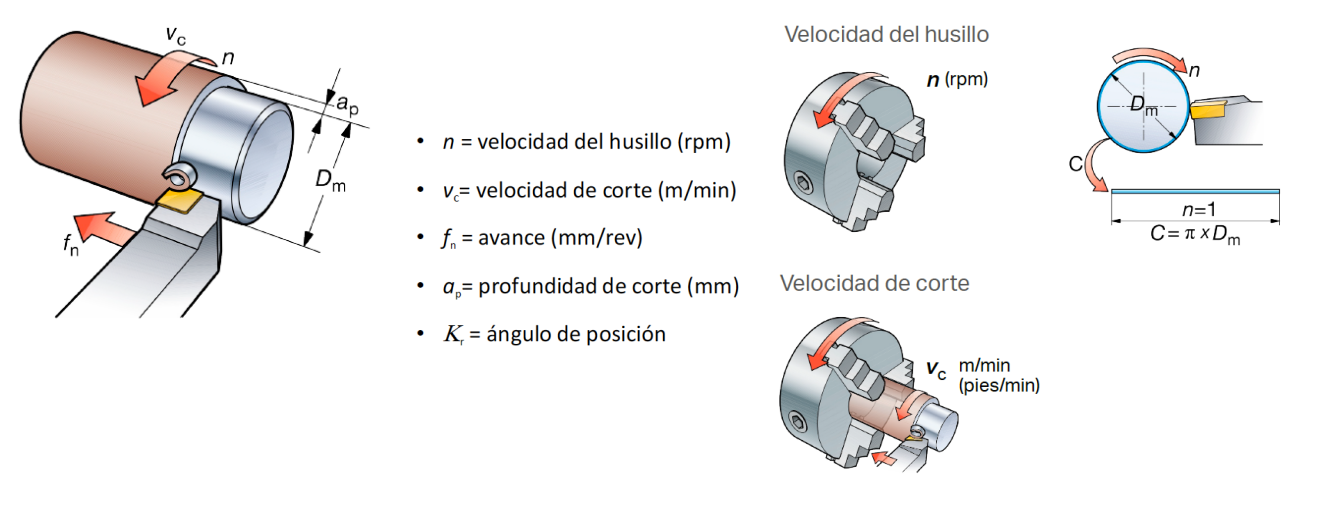 v_c
n
a_p
D_m
f_n
• n = velocidad del husillo (rpm)
• v_c= velocidad de corte (m/min)
• f_n = avance (mm/rev)
• a_p= profundidad de corte (mm)
• K_r = ángulo de posición
Velocidad del husillo
n (rpm)
Velocidad de corte
v_c m/min
(pies/min)
n
D_m
C
n=1
C= π x D_m